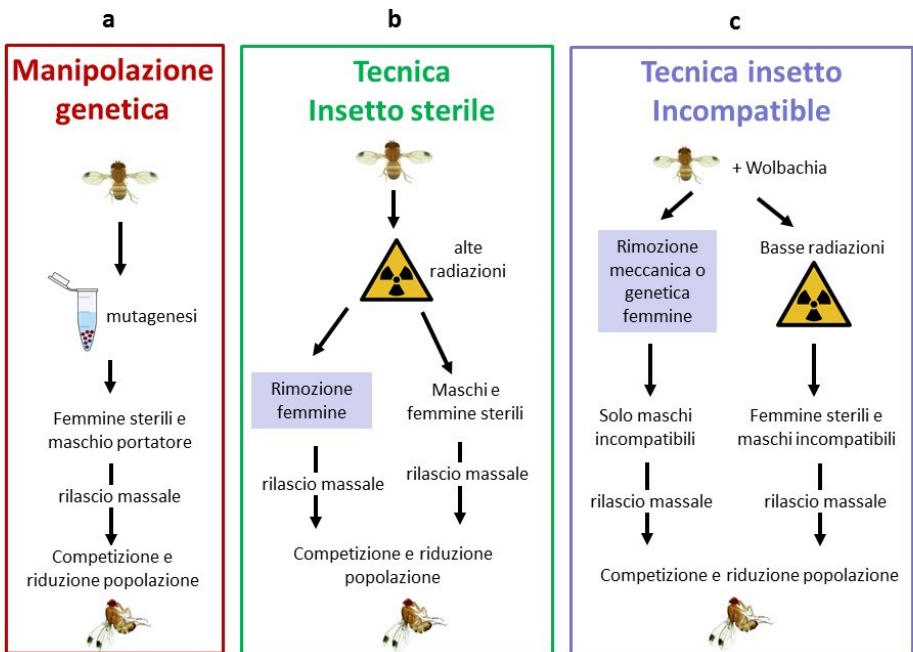 a
Manipolazione
genetica
mutagenesi
Femmine sterili e
maschio portatore
rilascio massale
Competizione e
riduzione popolazione
b
Tecnica
Insetto sterile
alte
radiazioni
Rimozione
femmine
Maschi e
femmine sterili
rilascio massale
rilascio massale
Competizione e riduzione
popolazione
c
Tecnica insetto
Incompatible
+ Wolbachia
Rimozione
meccanica o
genetica
femmine
Basse radiazioni
Solo maschi
incompatibili
Femmine sterili e
maschi incompatibili
rilascio massale
rilascio massale
Competizione e riduzione popolazione